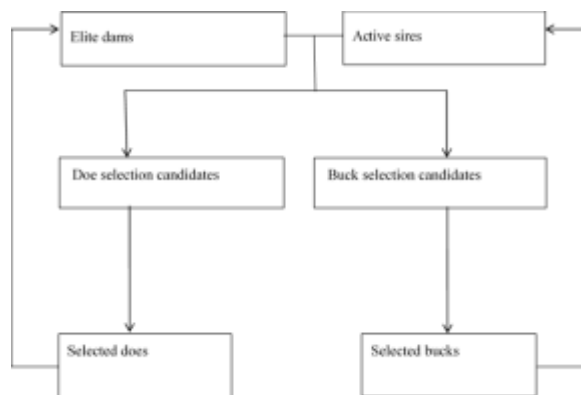 Elite dams
Active sires
Doe selection candidates
Buck selection candidates
Selected does
Selected bucks